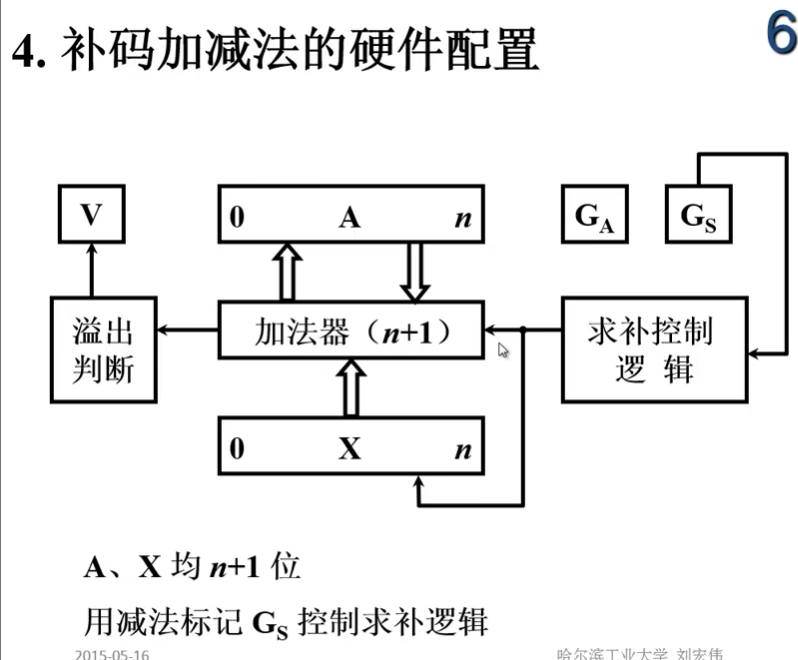 4. 补码加减法的硬件配置
6
V
0 A n
G_A
G_S
溢出
判断
加法器（n+1）
求补控制
逻 辑
0 X n
A、X 均 n+1 位
用减法标记 G_S 控制求补逻辑
2015-05-16
哈尔滨工业大学 刘宏伟